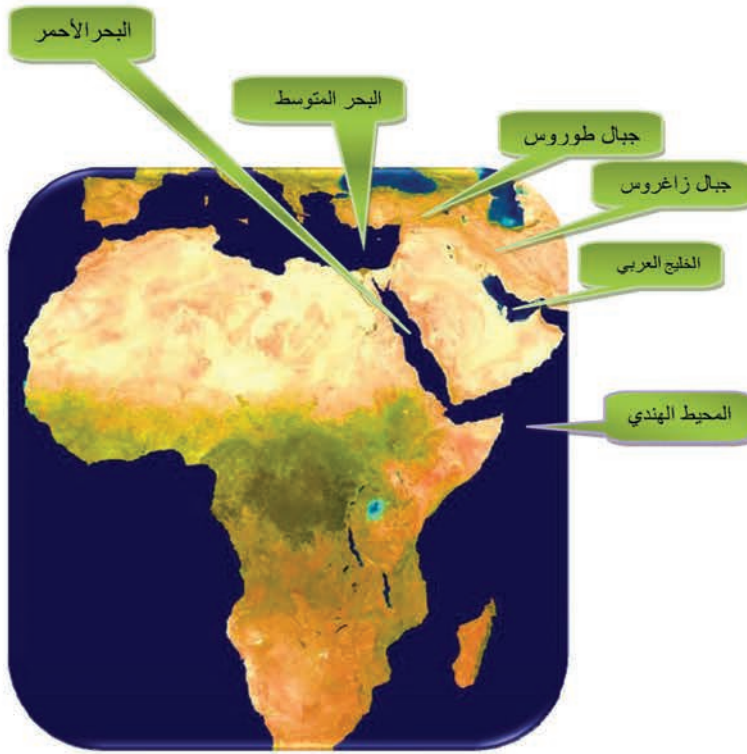 البحر الأحمر
البحر المتوسط
جبال طوروس
جبال زاغروس
الخليج العربي
المحيط الهندي